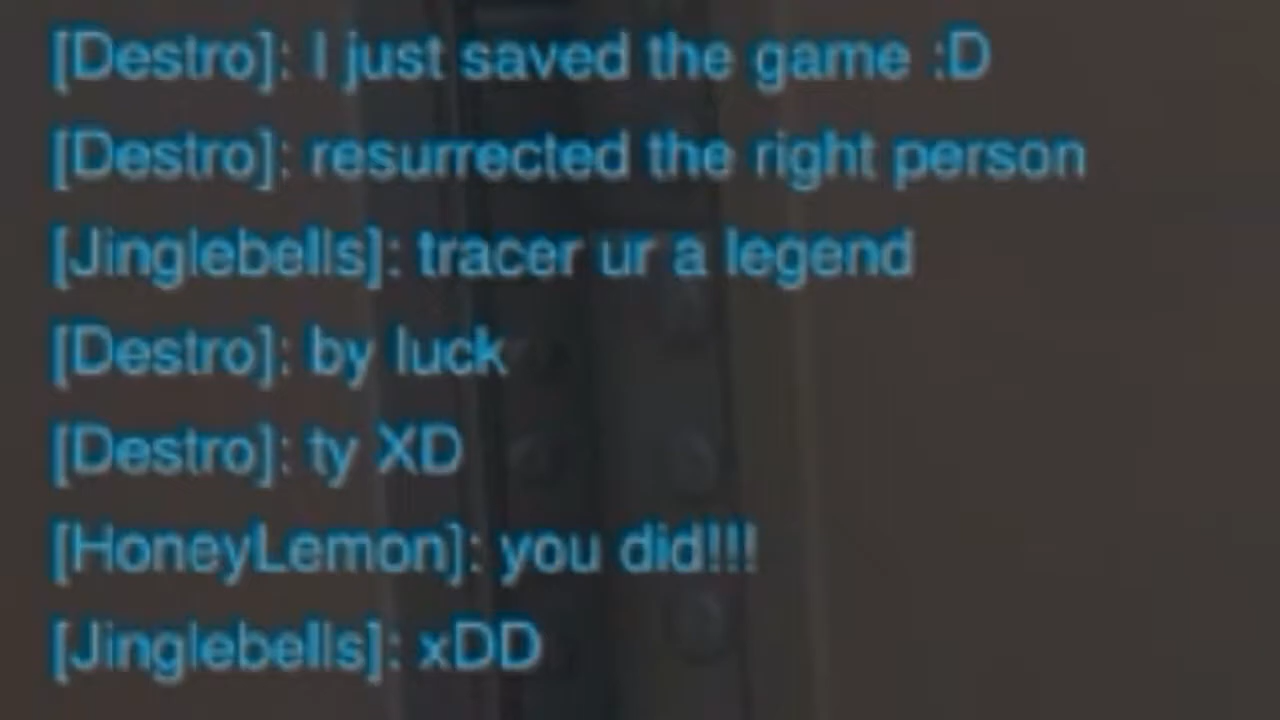 [Destro]: I just saved the game :D
[Destro]: resurrected the right person
[Jinglebells]: tracer ur a legend
[Destro]: by luck
[Destro]: ty XD
[HoneyLemon]: you did!!!
[Jinglebells]: xDD